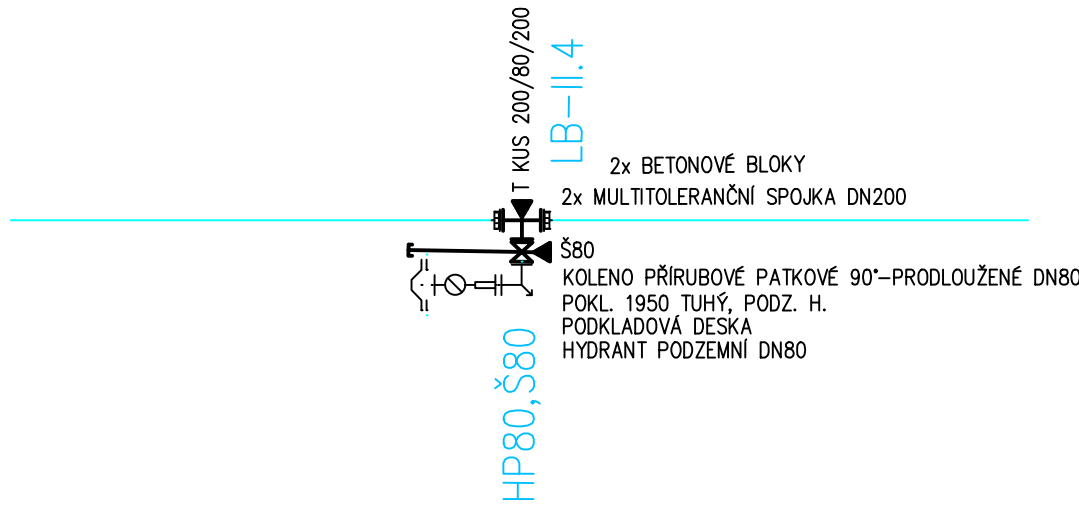 T KUS 200/80/200
LB-II.4
2x BETONOVÉ BLOKY
2x MULTITOLERANČNÍ SPOJKA DN200
Š80
KOLENO PŘÍRUBOVÉ PATKOVÉ 90°-PRODLOUŽENÉ DN80
POKL. 1950 TUHÝ, PODZ. H.
PODKLADOVÁ DESKA
HYDRANT PODZEMNÍ DN80
HP80,Š80